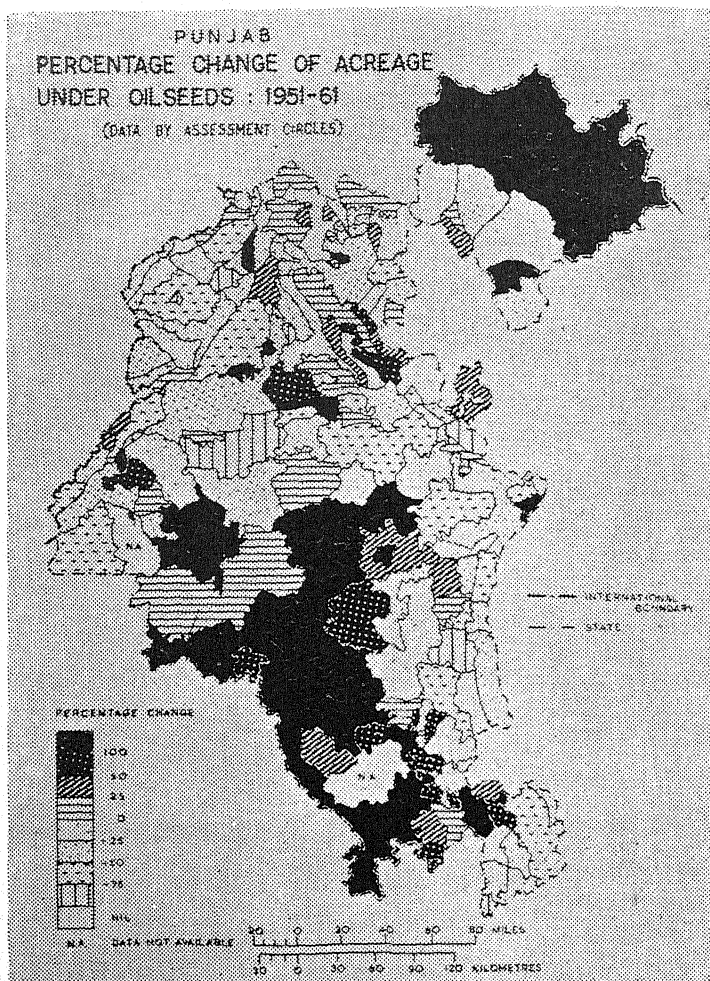 PUNJAB
PERCENTAGE CHANGE OF ACREAGE
UNDER OILSEEDS : 1951-61
(DATA BY ASSESSMENT CIRCLES)
NA
INTERNATIONAL
BOUNDARY
STATE
PERCENTAGE CHANGE
100
50
25
0
-25
-50
-75
NIL
N.A. DATA NOT AVAILABLE
N.A.
20 0 20 40 60 80 MILES
30 0 30 60 90 120 KILOMETRES